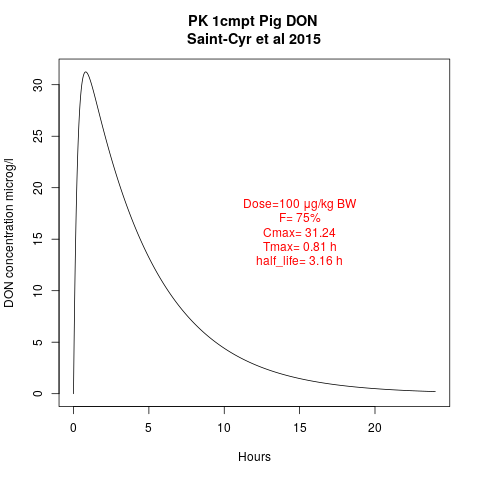 PK 1cmpt Pig DON
Saint-Cyr et al 2015
DON concentration microg/l
30
25
20
15
10
5
0
Dose=100 µg/kg BW
F= 75%
Cmax= 31.24
Tmax= 0.81 h
half_life= 3.16 h
0 5 10 15 20
Hours